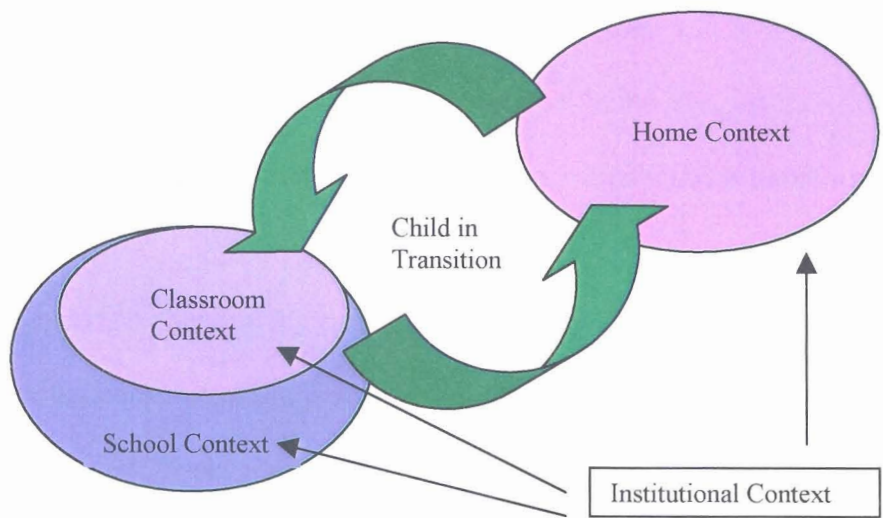 Home Context
Child in
Transition
Classroom
Context
School Context
Institutional Context